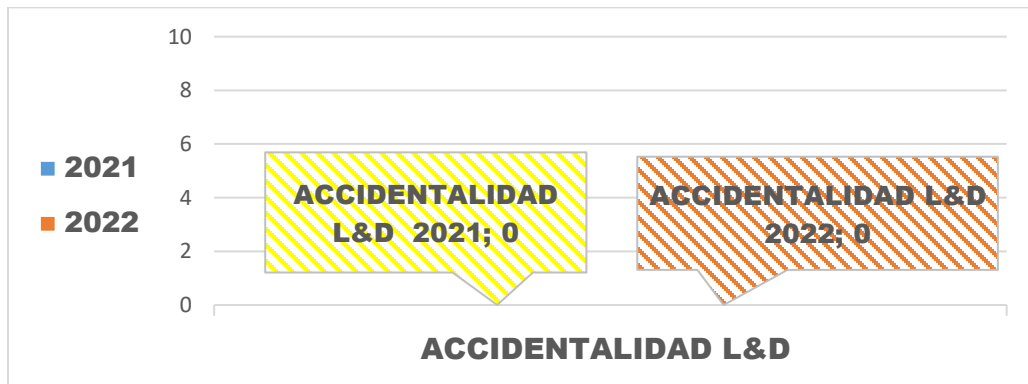 10
8
6
4
2
0
2021
2022
ACCIDENTALIDAD
L&D 2021; 0
ACCIDENTALIDAD L&D
2022; 0
ACCIDENTALIDAD L&D